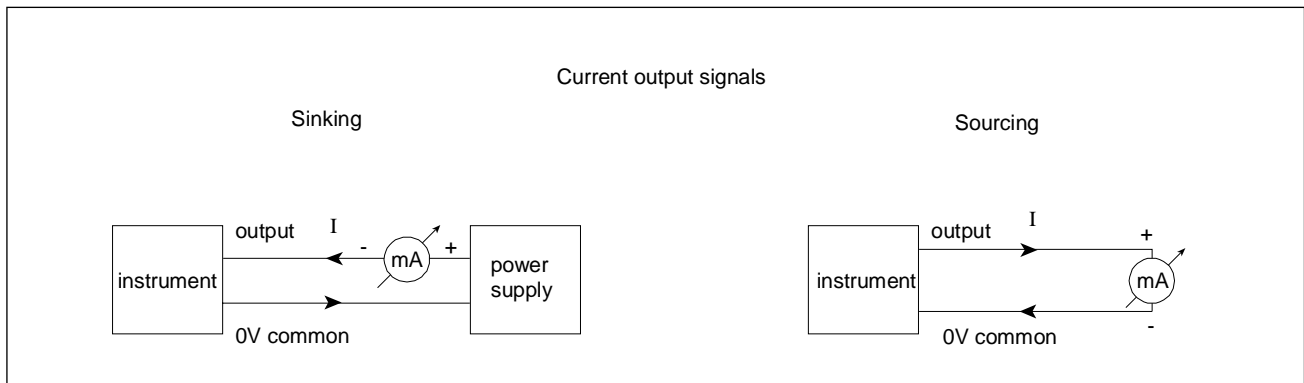 Current output signals
Sinking
Sourcing
output I - +
mA
instrument
power
supply
0V common
output I +
instrument
mA
0V common
-